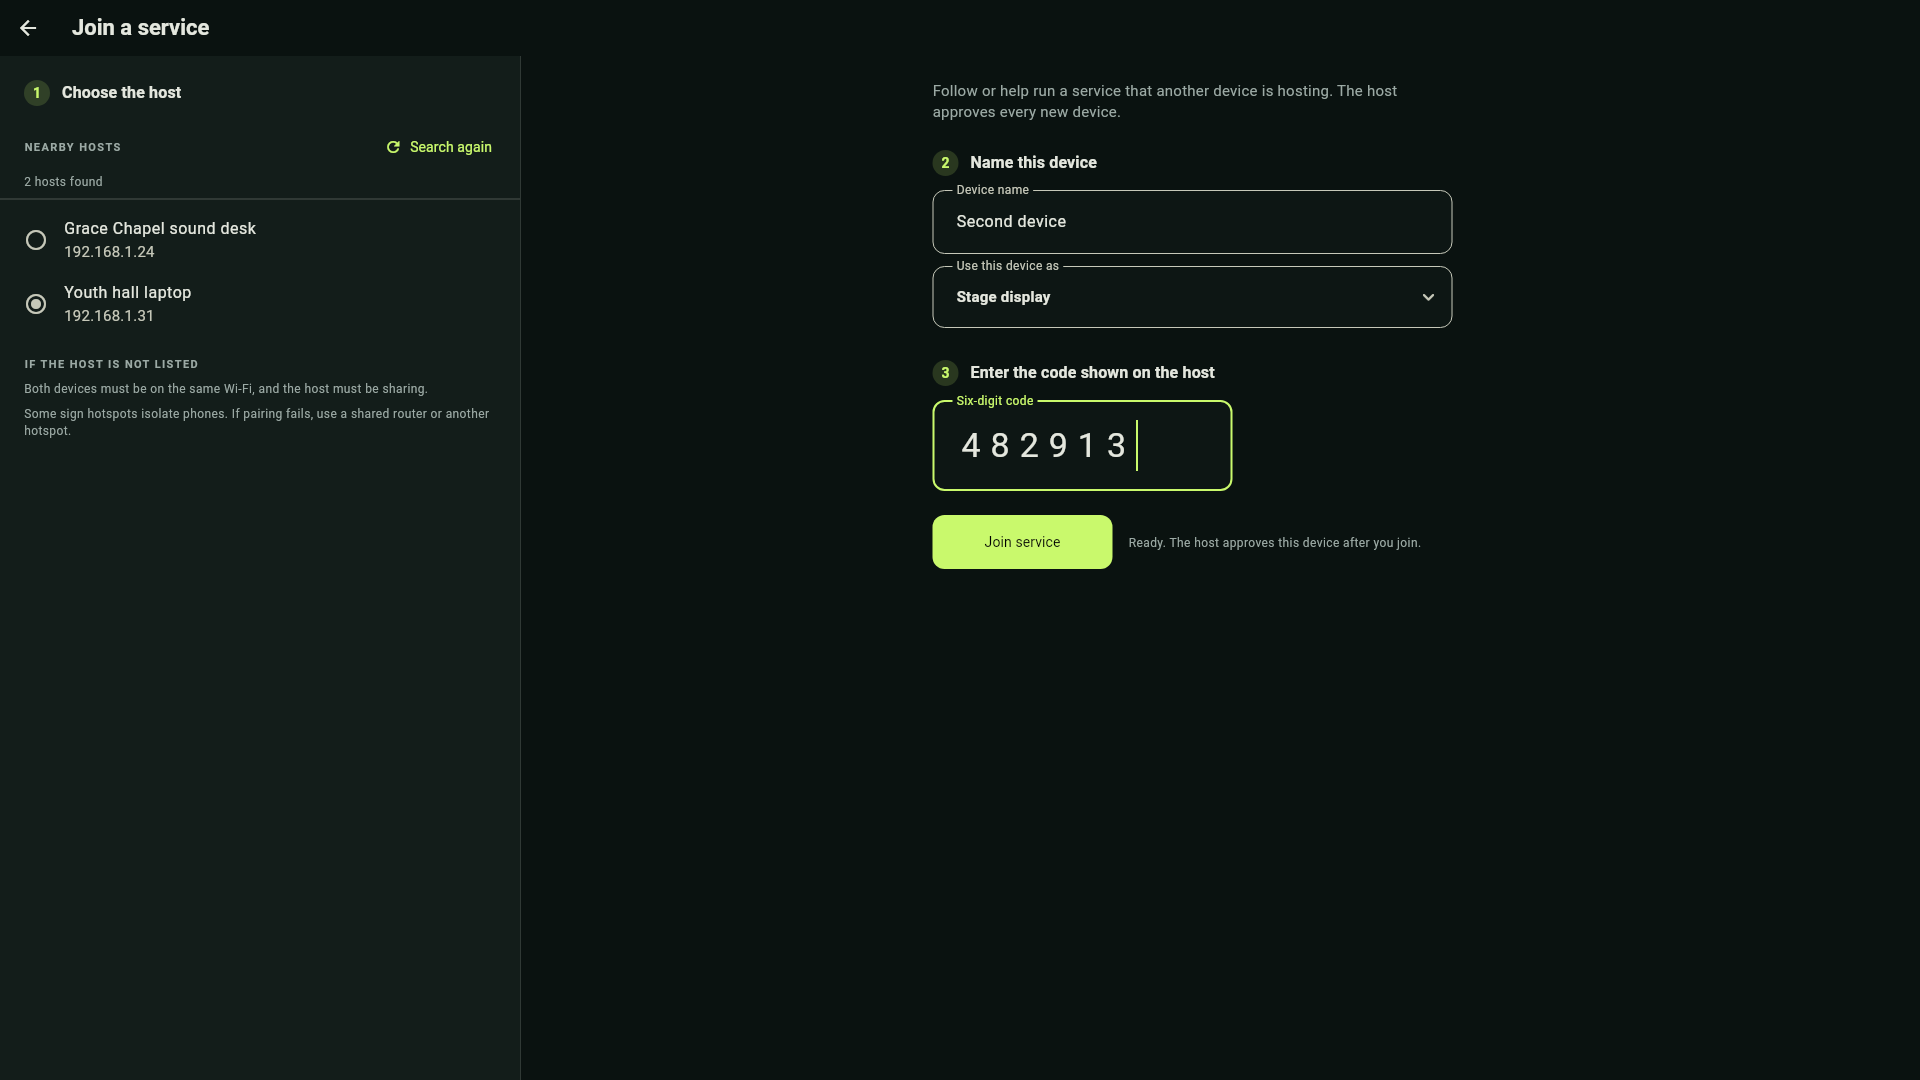 Join a service
1 Choose the host
NEARBY HOSTS
Search again
2 hosts found
Grace Chapel sound desk
192.168.1.24
Youth hall laptop
192.168.1.31
IF THE HOST IS NOT LISTED
Both devices must be on the same Wi-Fi, and the host must be sharing.
Some sign hotspots isolate phones. If pairing fails, use a shared router or another
hotspot.
Follow or help run a service that another device is hosting. The host
approves every new device.
2 Name this device
Device name
Second device
Use this device as
Stage display
3 Enter the code shown on the host
Six-digit code
482913
Join service
Ready. The host approves this device after you join.